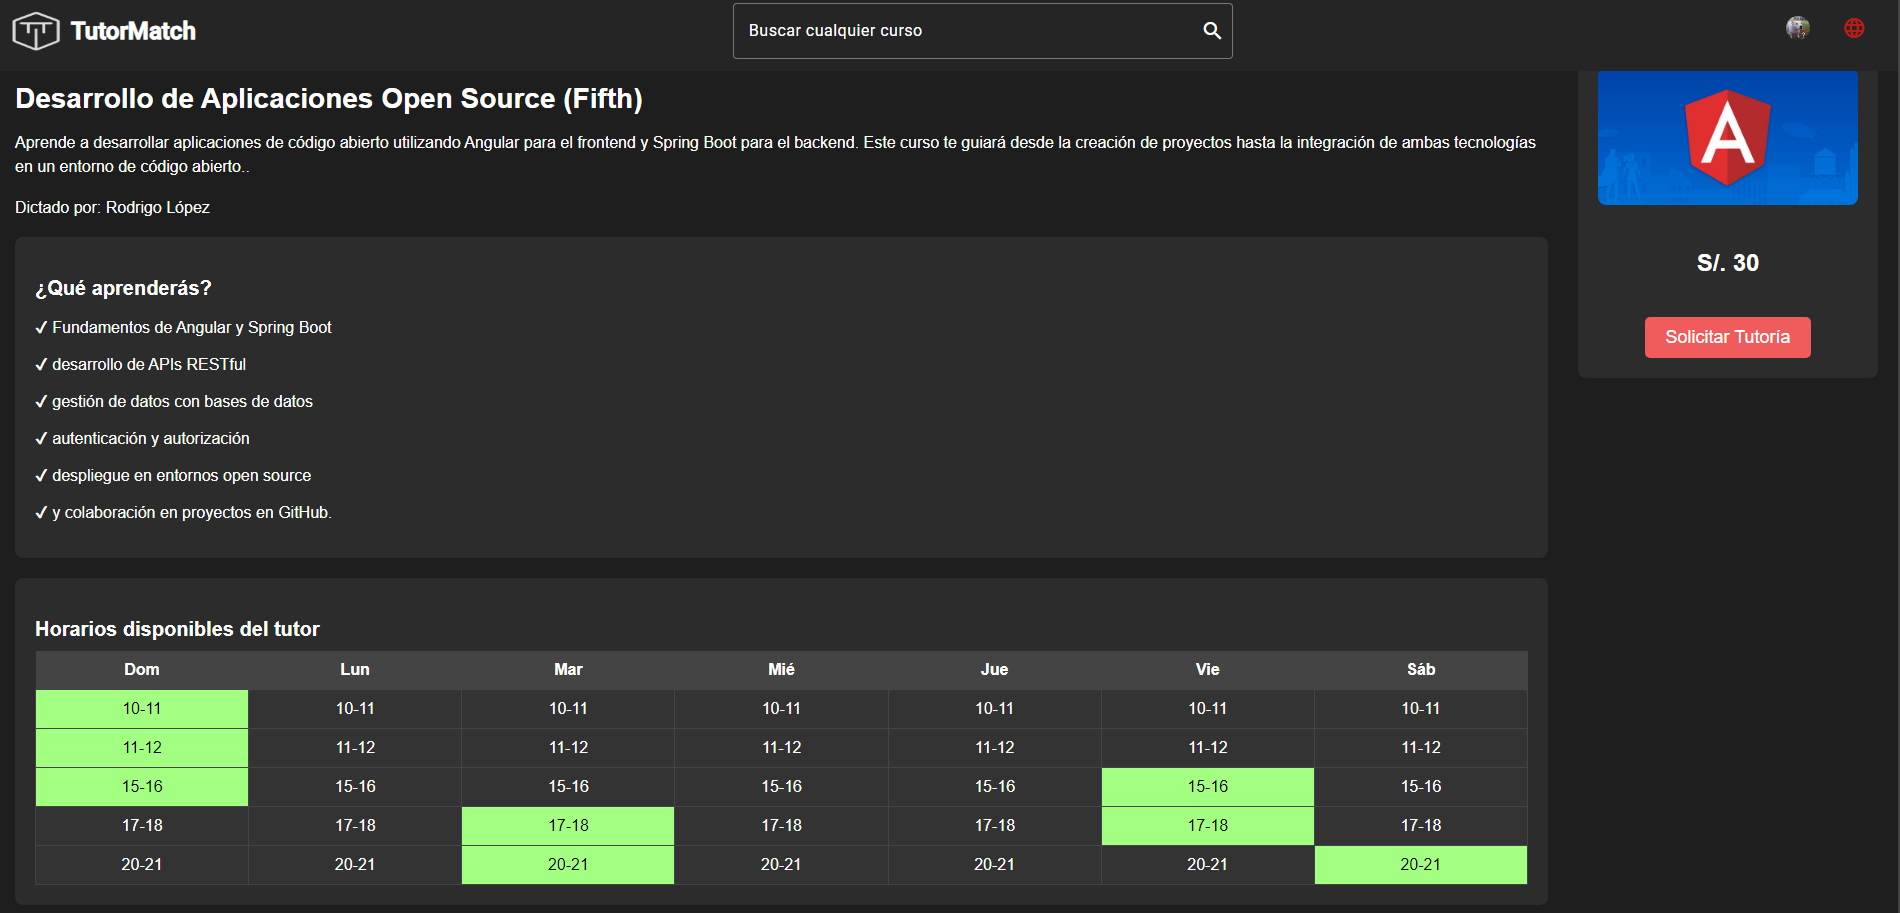 TutorMatch
Buscar cualquier curso
Desarrollo de Aplicaciones Open Source (Fifth)
Aprende a desarrollar aplicaciones de código abierto utilizando Angular para el frontend y Spring Boot para el backend. Este curso te guiará desde la creación de proyectos hasta la integración de ambas tecnologías
en un entorno de código abierto..
Dictado por: Rodrigo López
¿Qué aprenderás?
✓ Fundamentos de Angular y Spring Boot
✓ desarrollo de APIs RESTful
✓ gestión de datos con bases de datos
✓ autenticación y autorización
✓ despliegue en entornos open source
✓ y colaboración en proyectos en GitHub.
A
S/. 30
Solicitar Tutoría
Horarios disponibles del tutor
Dom Lun Mar Mié Jue Vie Sáb
10-11 10-11 10-11 10-11 10-11 10-11 10-11
11-12 11-12 11-12 11-12 11-12 11-12 11-12
15-16 15-16 15-16 15-16 15-16 15-16 15-16
17-18 17-18 17-18 17-18 17-18 17-18 17-18
20-21 20-21 20-21 20-21 20-21 20-21 20-21